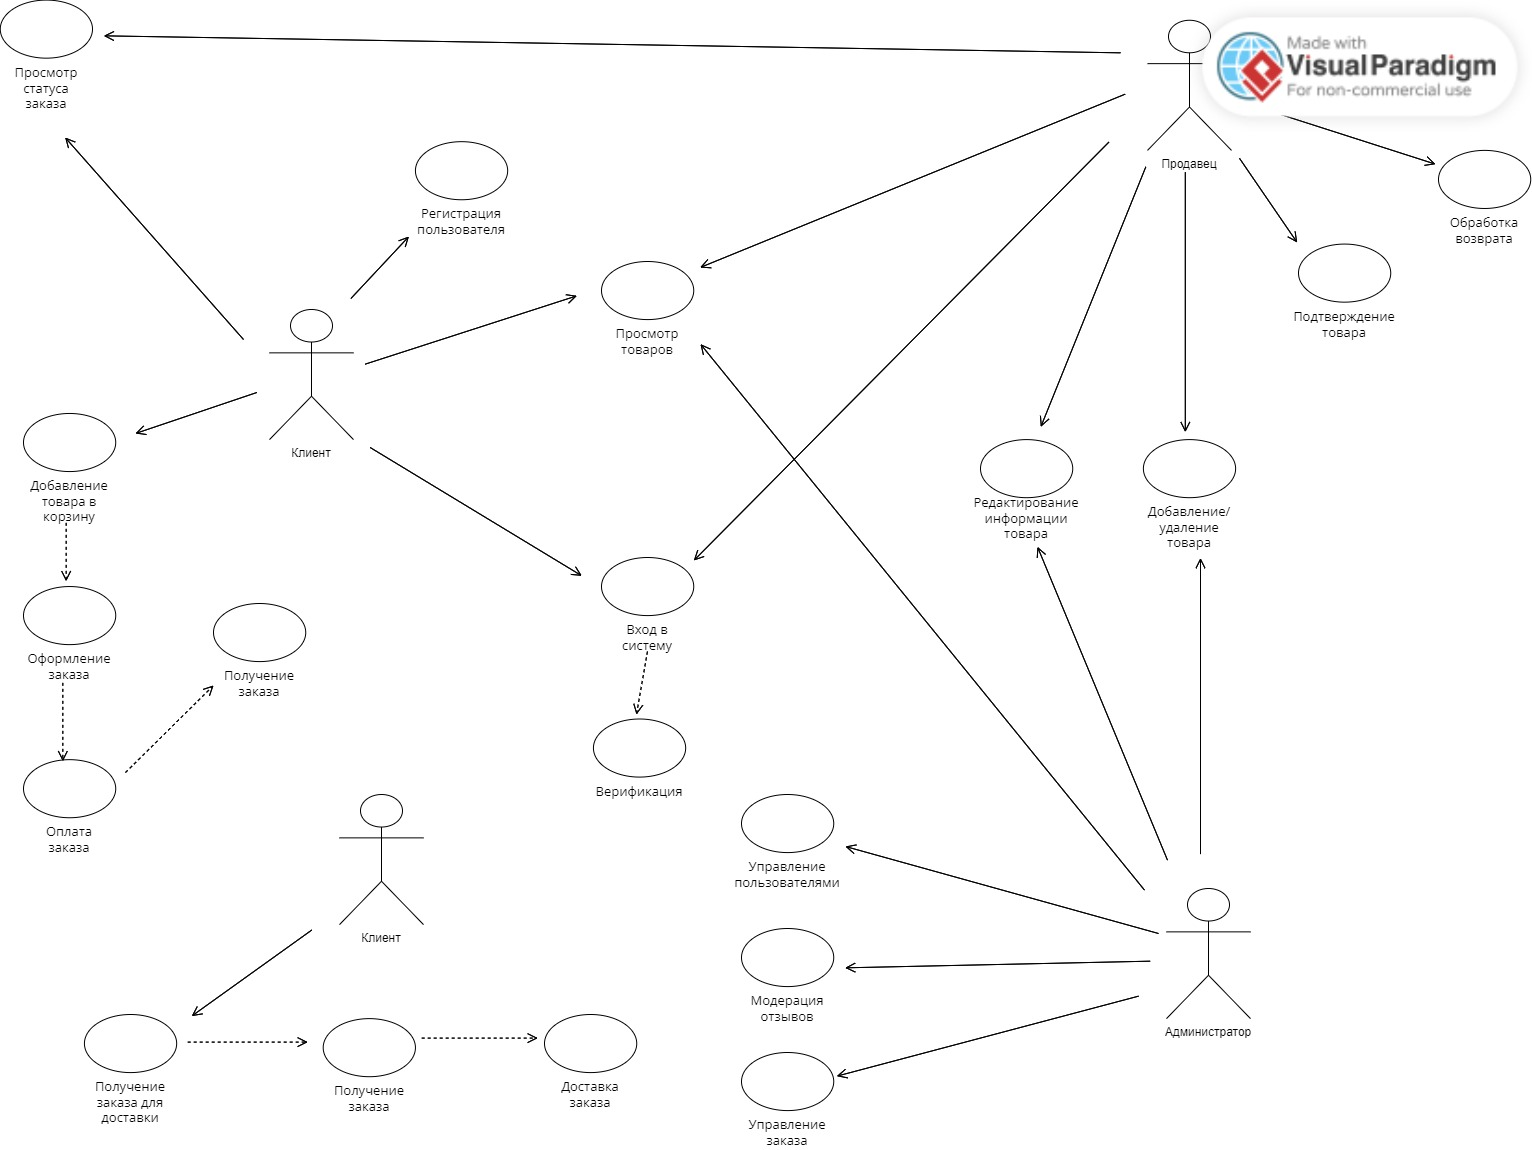 Made with
Visual Paradigm
For non-commercial use
Просмотр
статуса
заказа
Продавец
Регистрация
пользователя
Обработка
возврата
Просмотр
товаров
Подтверждение
товара
Клиент
Добавление
товара в
корзину
Редактирование
информации
товара
Добавление/
удаление
товара
Оформление
заказа
Получение
заказа
Вход в
систему
Верификация
Оплата
заказа
Управление
пользователями
Клиент
Модерация
отзывов
Администратор
Получение
заказа для
доставки
Получение
заказа
Доставка
заказа
Управление
заказа